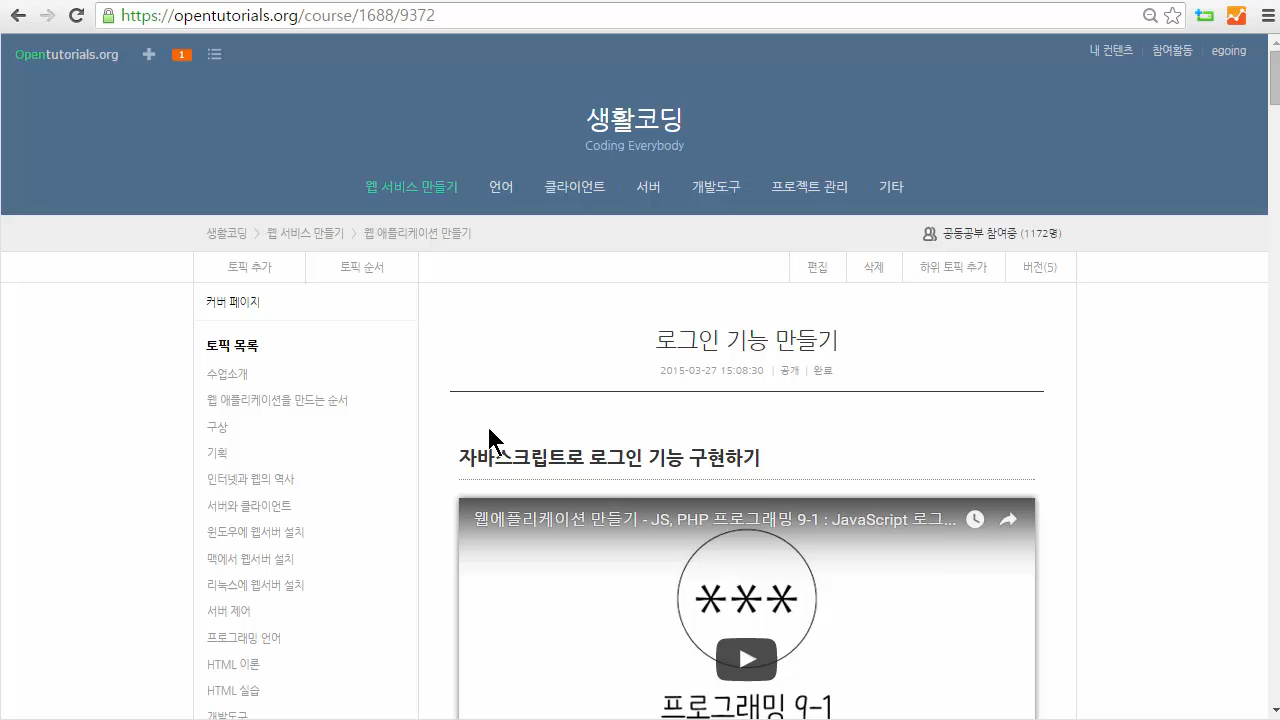 https://opentutorials.org/course/1688/9372
Opentutorials.org 1 내 컨텐츠 참여활동 egoing
생활코딩
Coding Everybody
웹 서비스 만들기 언어 클라이언트 서버 개발도구 프로젝트 관리 기타
생활코딩 > 웹 서비스 만들기 > 웹 애플리케이션 만들기 공동공부 참여중 (1172명)
토픽 추가 토픽 순서 편집 삭제 하위 토픽 추가 버전(5)
커버 페이지
토픽 목록
수업소개
웹 애플리케이션을 만드는 순서
구상
기획
인터넷과 웹의 역사
서버와 클라이언트
윈도우에 웹서버 설치
맥에서 웹서버 설치
리눅스에 웹서버 설치
서버 제어
프로그래밍 언어
HTML 이론
HTML 실습
개발도구
로그인 기능 만들기
2015-03-27 15:08:30 | 공개 | 완료
자바스크립트로 로그인 기능 구현하기
웹에플리케이션 만들기 - JS, PHP 프로그래밍 9-1 : JavaScript 로그...
***
프로그래밍 9-1